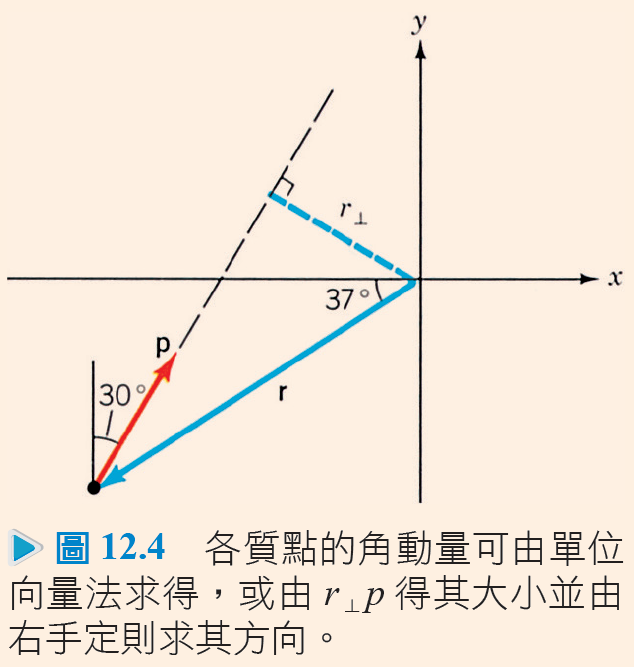 y
r⊥
x
37°
p
30°
r
圖 12.4 各質點的角動量可由單位
向量法求得，或由 r⊥p 得其大小並由
右手定則求其方向。